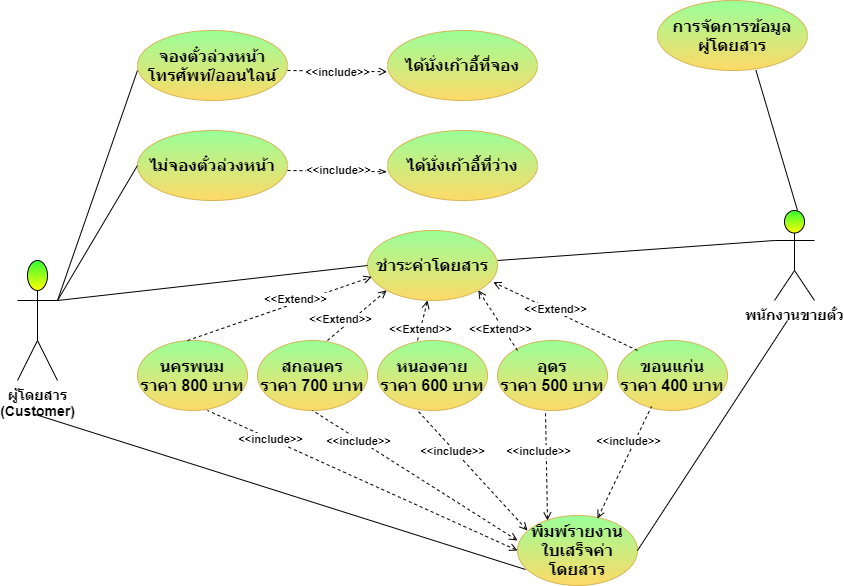 การจัดการข้อมูล
ผู้โดยสาร
จองตั๋วล่วงหน้า
โทรศัพท์/ออนไลน์
<<include>>
ได้นั่งเก้าอี้ที่จอง
ไม่จองตั๋วล่วงหน้า
<<include>>
ได้นั่งเก้าอี้ที่ว่าง
ชำระค่าโดยสาร
ผู้โดยสาร
(Customer)
พนักงานขายตั๋ว
<<Extend>>
<<Extend>>
<<Extend>>
<<Extend>>
<<Extend>>
นครพนม
ราคา 800 บาท
สกลนคร
ราคา 700 บาท
หนองคาย
ราคา 600 บาท
อุดร
ราคา 500 บาท
ขอนแก่น
ราคา 400 บาท
<<include>>
<<include>>
<<include>>
<<include>>
<<include>>
พิมพ์รายงาน
ใบเสร็จค่า
โดยสาร